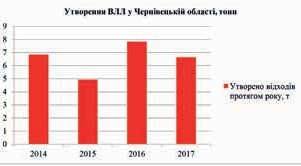 Утворення ВЛЛ у Чернівецькій області, тонн
9
8
7
6
5
4
3
2
1
0
2014 2015 2016 2017
Утворено відходів
протягом року, т